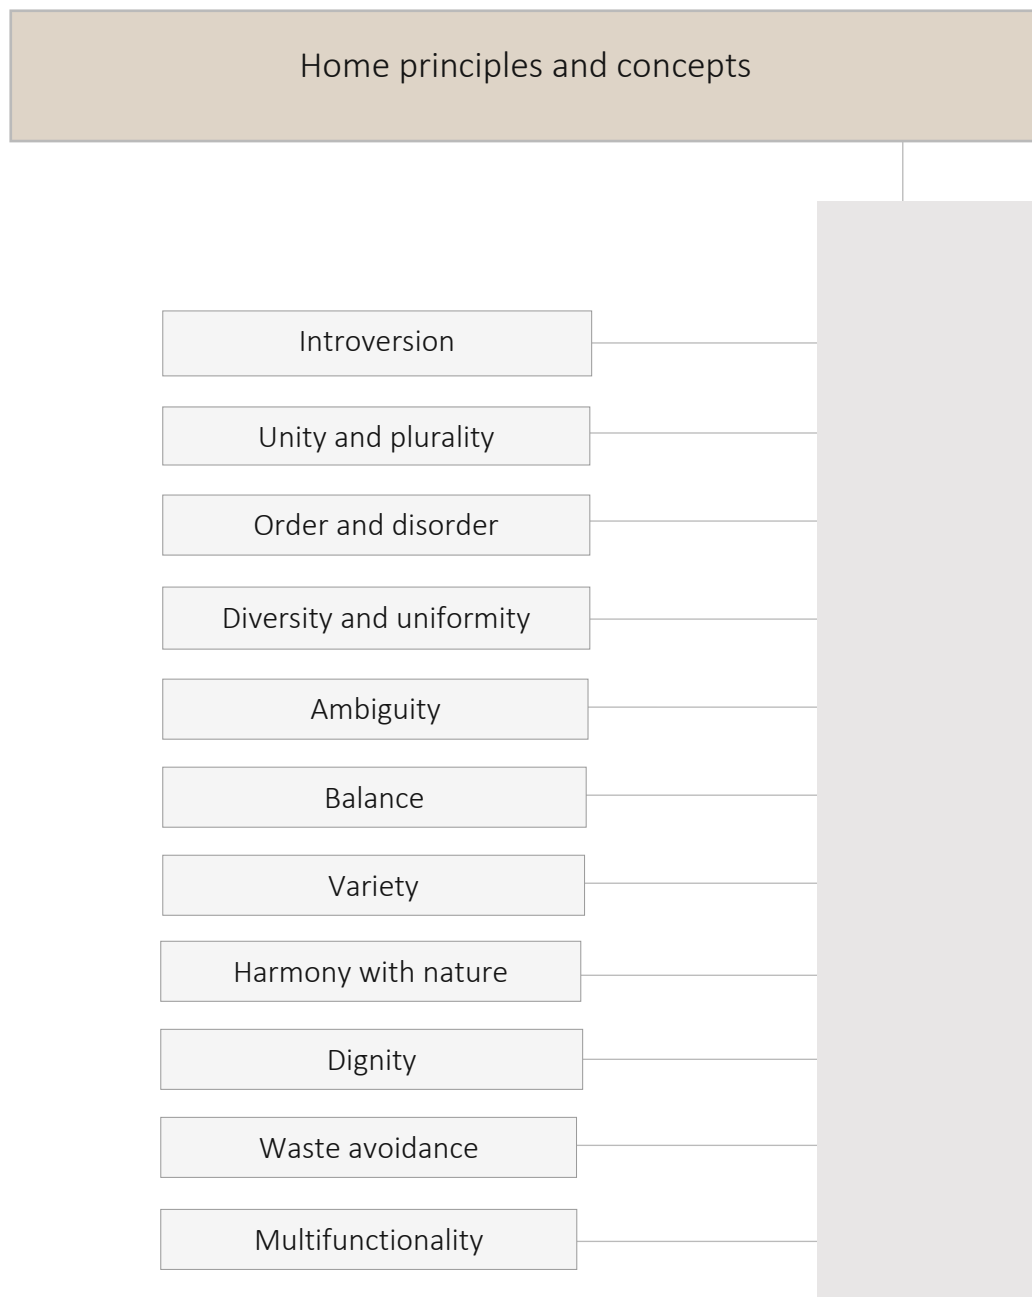 Home principles and concepts
Introversion
Unity and plurality
Order and disorder
Diversity and uniformity
Ambiguity
Balance
Variety
Harmony with nature
Dignity
Waste avoidance
Multifunctionality